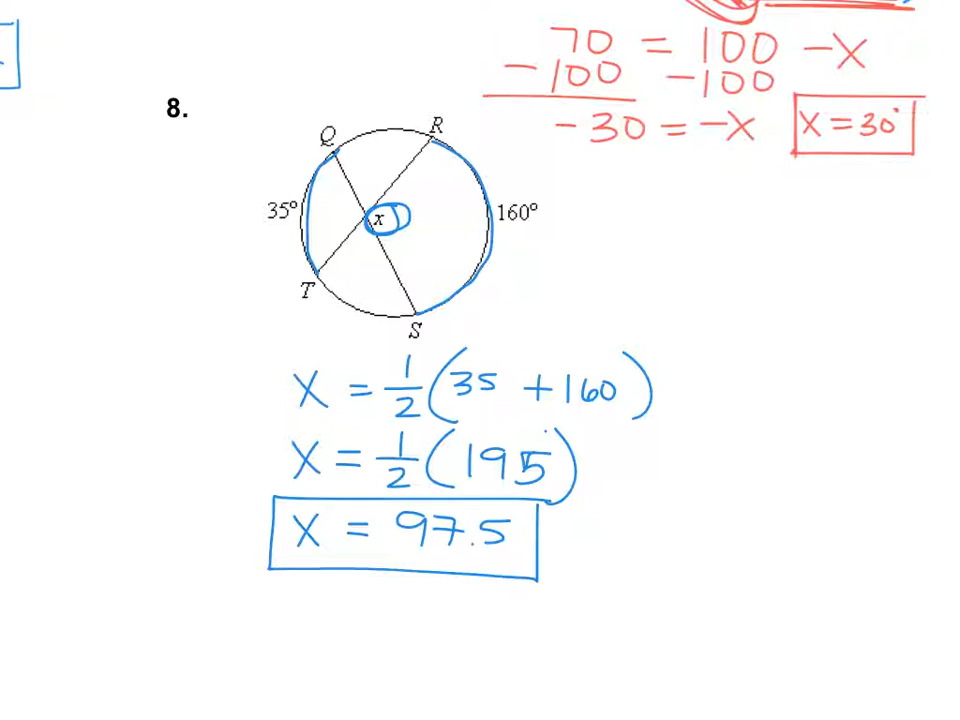 70 = 100 -X
-100 -100
-30 = -X X = 30°
8.
Q R
35° x 160°
T
S
X = 1/2 (35 + 160)
X = 1/2 (195)
X = 97.5